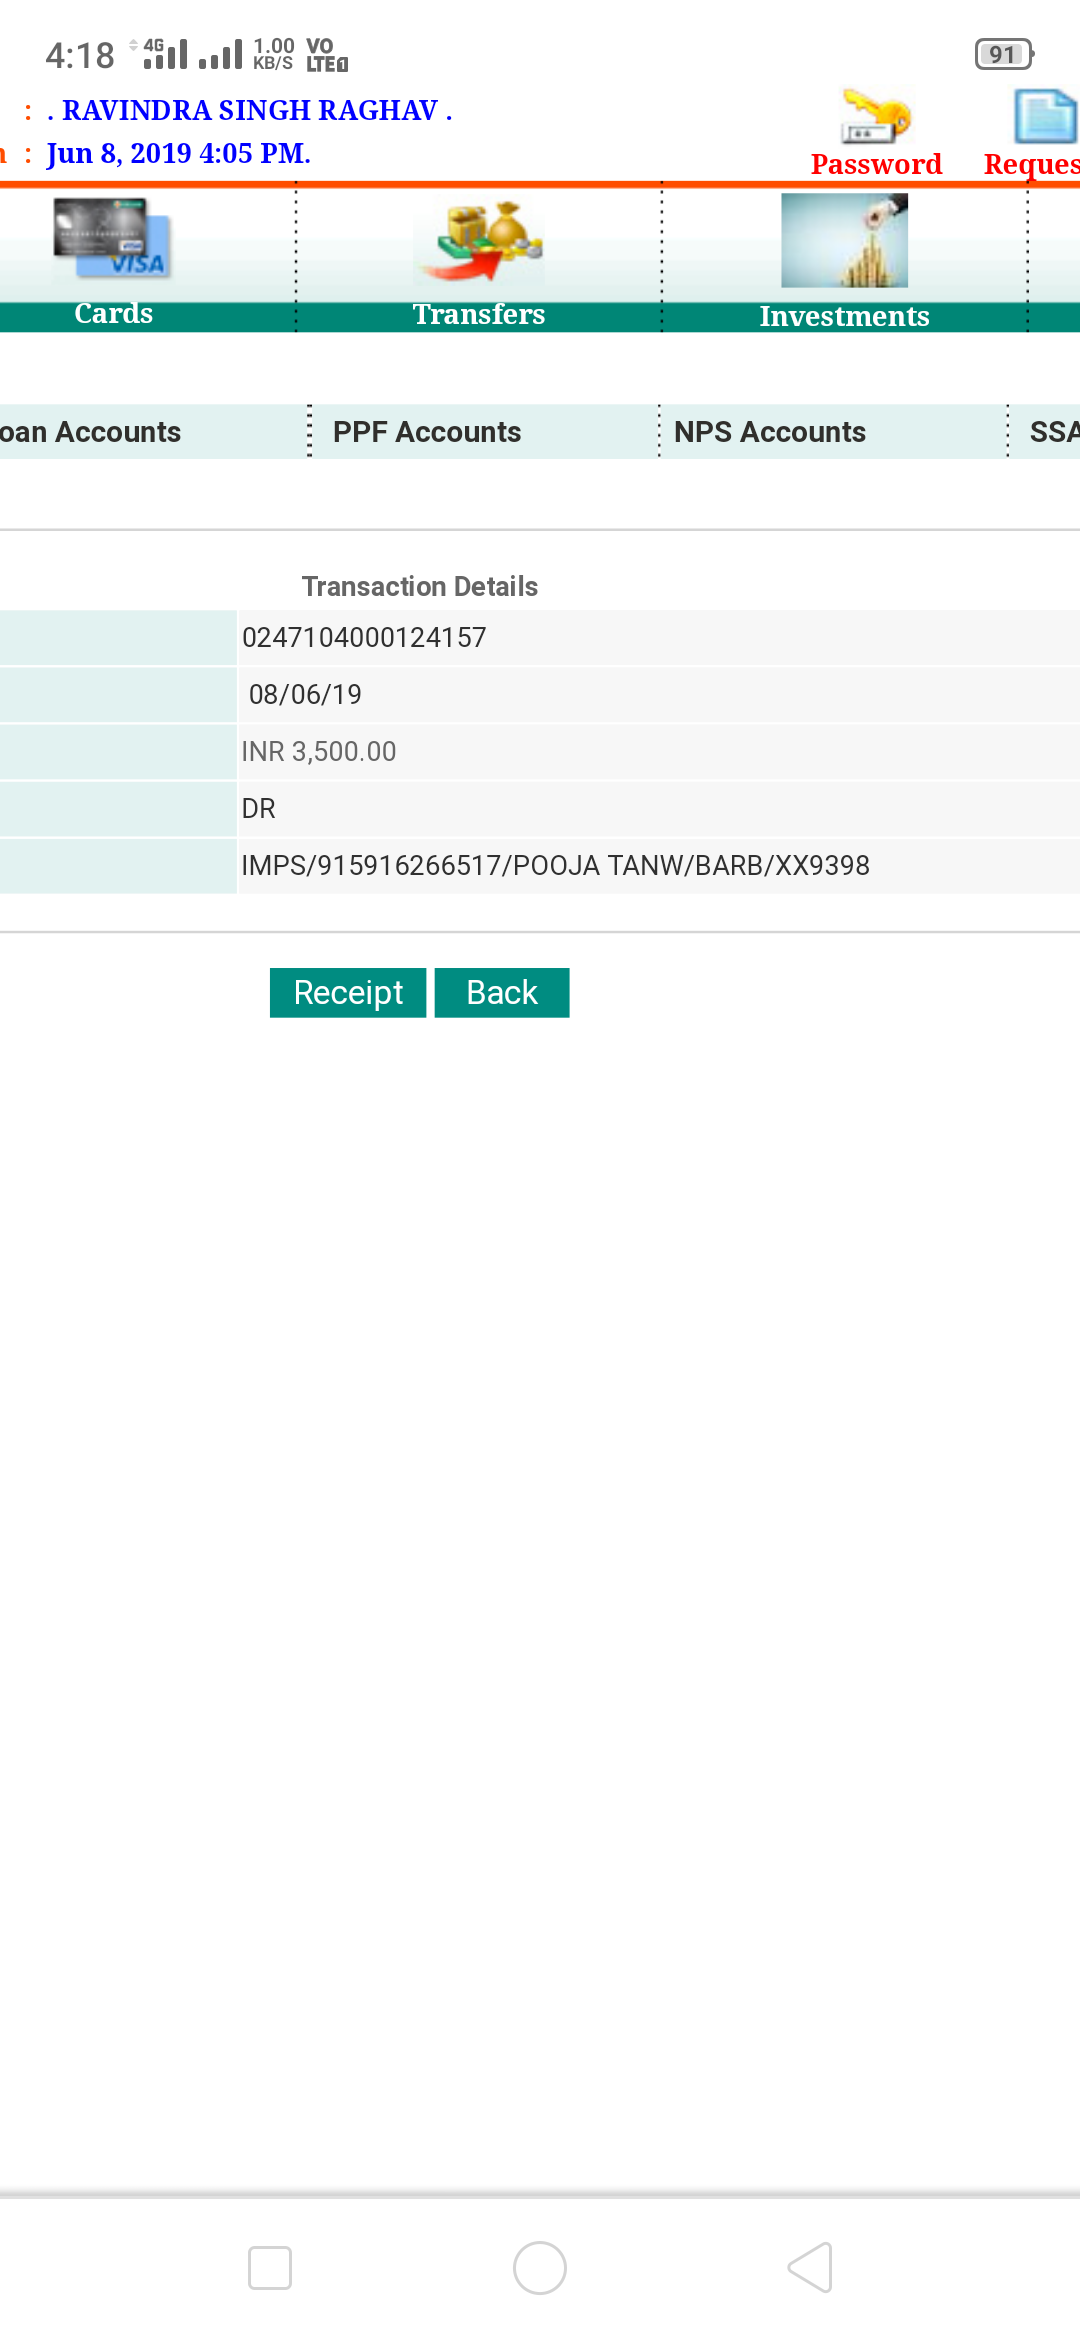 4:18 4G 1.00 KB/S VO LTE 1 91
: . RAVINDRA SINGH RAGHAV .
n : Jun 8, 2019 4:05 PM.
Password Reques
VISA
Cards Transfers Investments
oan Accounts PPF Accounts NPS Accounts SSA
Transaction Details
0247104000124157
08/06/19
INR 3,500.00
DR
IMPS/915916266517/POOJA TANW/BARB/XX9398
Receipt Back